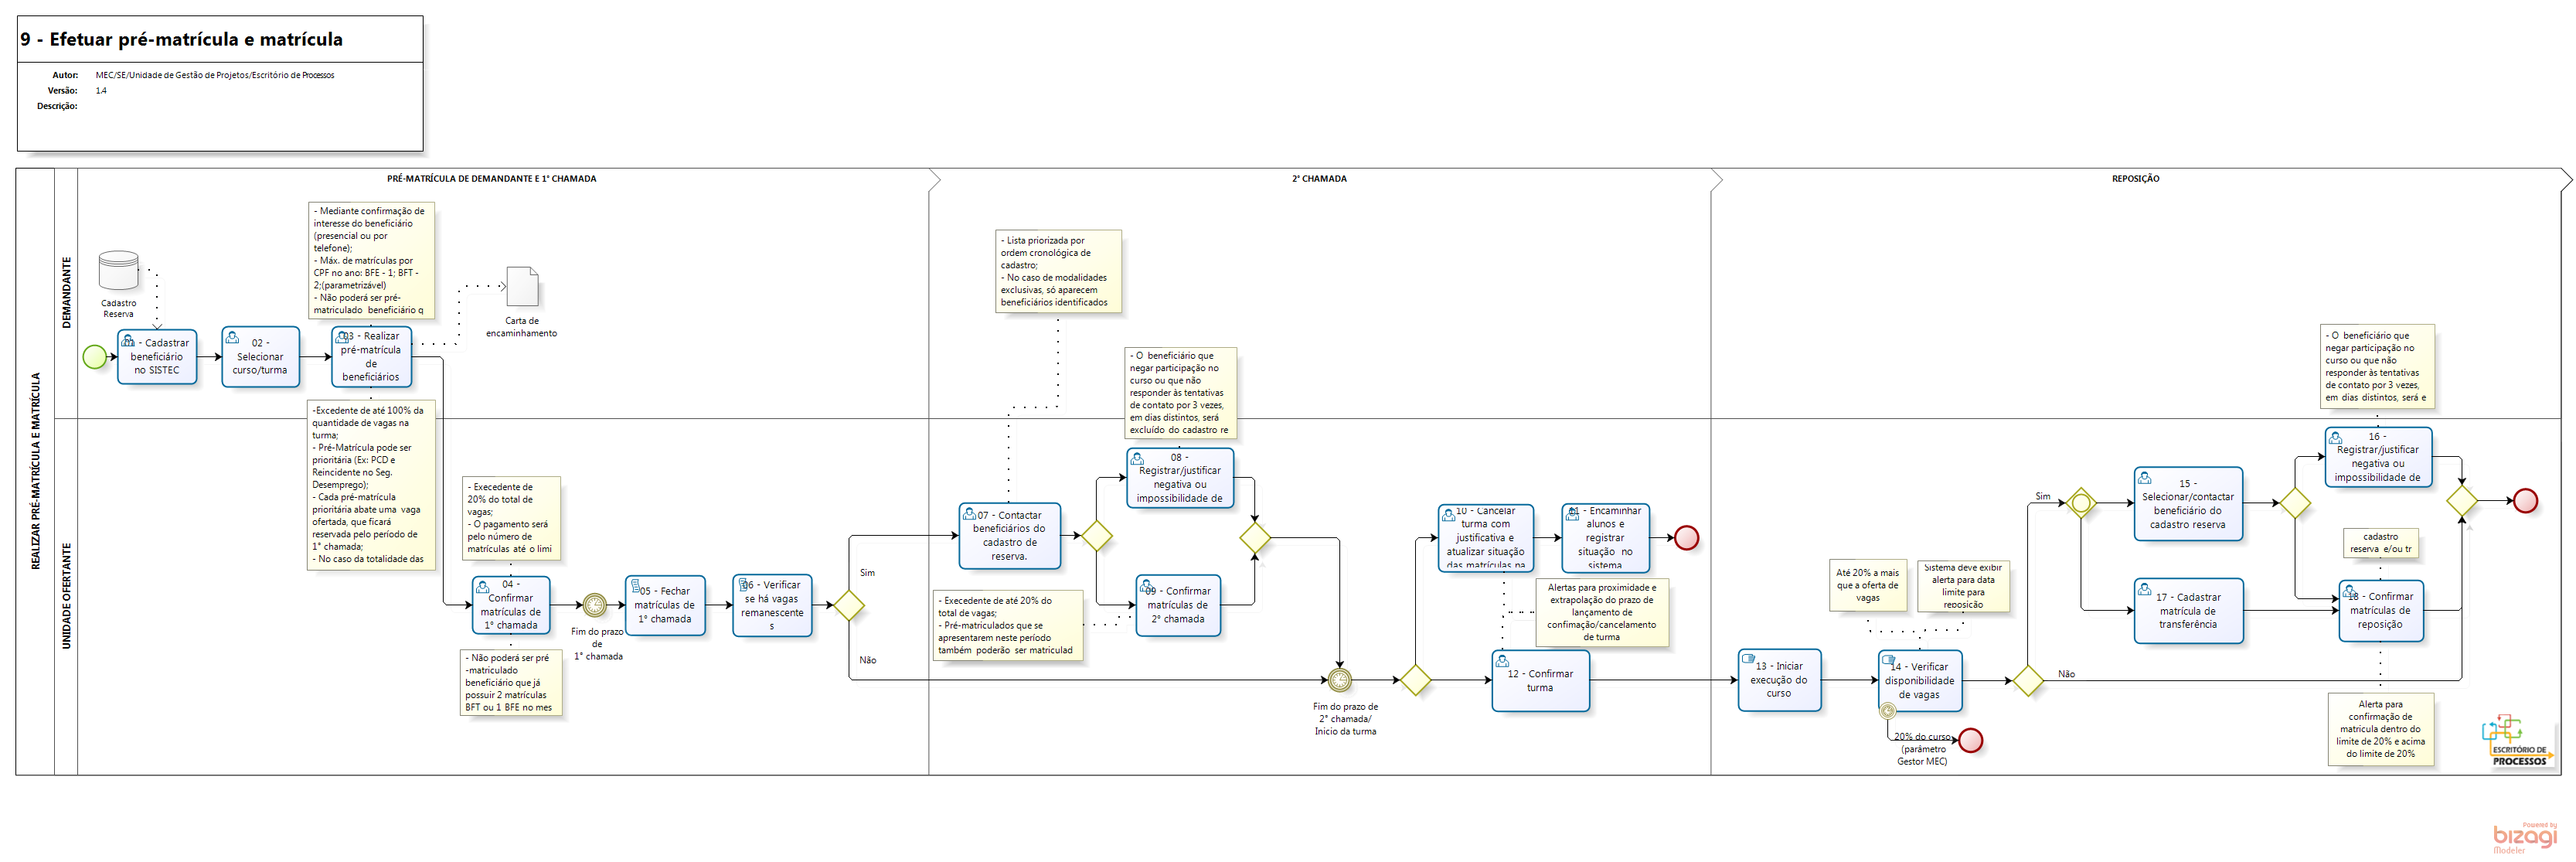 9 - Efetuar pré-matrícula e matrícula
Autor: MEC/SE/Unidade de Gestão de Projetos/Escritório de Processos
Versão: 1.4
Descrição:
REALIZAR PRÉ-MATRÍCULA E MATRÍCULA
DEMANDANTE
UNIDADE OFERTANTE
PRÉ-MATRÍCULA DE DEMANDANTE E 1° CHAMADA
2° CHAMADA
REPOSIÇÃO
Cadastro
Reserva
01 - Cadastrar
beneficiário
no SISTEC
02 -
Selecionar
curso/turma
- Mediante confirmação de
interesse do beneficiário
(presencial ou por
telefone);
- Máx. de matrículas por
CPF no ano: BFE - 1; BFT -
2;(parametrizável)
- Não poderá ser pré-
matriculado beneficiário q
03 - Realizar
pré-matrícula
de
beneficiários
Carta de
encaminhamento
-Excedente de até 100% da
quantidade de vagas na
turma;
- Pré-Matrícula pode ser
prioritária (Ex: PCD e
Reincidente no Seg.
Desemprego);
- Cada pré-matrícula
prioritária abate uma vaga
ofertada, que ficará
reservada pelo período de
1° chamada;
- No caso da totalidade das
- Execedente de
20% do total de
vagas;
- O pagamento será
pelo número de
matrículas até o limi
04 -
Confirmar
matrículas de
1° chamada
- Não poderá ser pré
-matriculado
beneficiário que já
possuir 2 matrículas
BFT ou 1 BFE no mes
Fim do prazo
de
1° chamada
05 - Fechar
matrículas de
1° chamada
06 - Verificar
se há vagas
remanescente
s
Sim
Não
- Lista priorizada por
ordem cronológica de
cadastro;
- No caso de modalidades
exclusivas, só aparecem
beneficiários identificados
07 - Contactar
beneficiários do
cadastro de
reserva.
- O beneficiário que
negar participação no
curso ou que não
responder às tentativas
de contato por 3 vezes,
em dias distintos, será
excluído do cadastro re
08 -
Registrar/justificar
negativa ou
impossibilidade de
- Execedente de até 20% do
total de vagas;
- Pré-matriculados que se
apresentarem neste período
também poderão ser matriculad
09 - Confirmar
matrículas de
2° chamada
Fim do prazo de
2° chamada/
Inicio da turma
10 - Cancelar
turma com
justificativa e
atualizar situação
das matrículas na
11 - Encaminhar
alunos e
registrar
situação no
sistema
Alertas para proximidade e
extrapolação do prazo de
lançamento de
confimação/cancelamento
de turma
12 - Confirmar
turma
13 - Iniciar
execução do
curso
Até 20% a mais
que a oferta de
vagas
Sistema deve exibir
alerta para data
limite para
reposição
14 - Verificar
disponibilidade
de vagas
20% do curso
(parâmetro
Gestor MEC)
Sim
Não
15 -
Selecionar/contactar
beneficiário do
cadastro reserva
- O beneficiário que
negar participação no
curso ou que não
responder às tentativas
de contato por 3 vezes,
em dias distintos, será e
16 -
Registrar/justificar
negativa ou
impossibilidade de
17 - Cadastrar
matrícula de
transferência
cadastro
reserva e/ou tr
18 - Confirmar
matrículas de
reposição
Alerta para
confirmação de
matricula dentro do
limite de 20% e acima
do limite de 20%
ESCRITÓRIO DE
PROCESSOS
Powered by
bizagi
Modeler